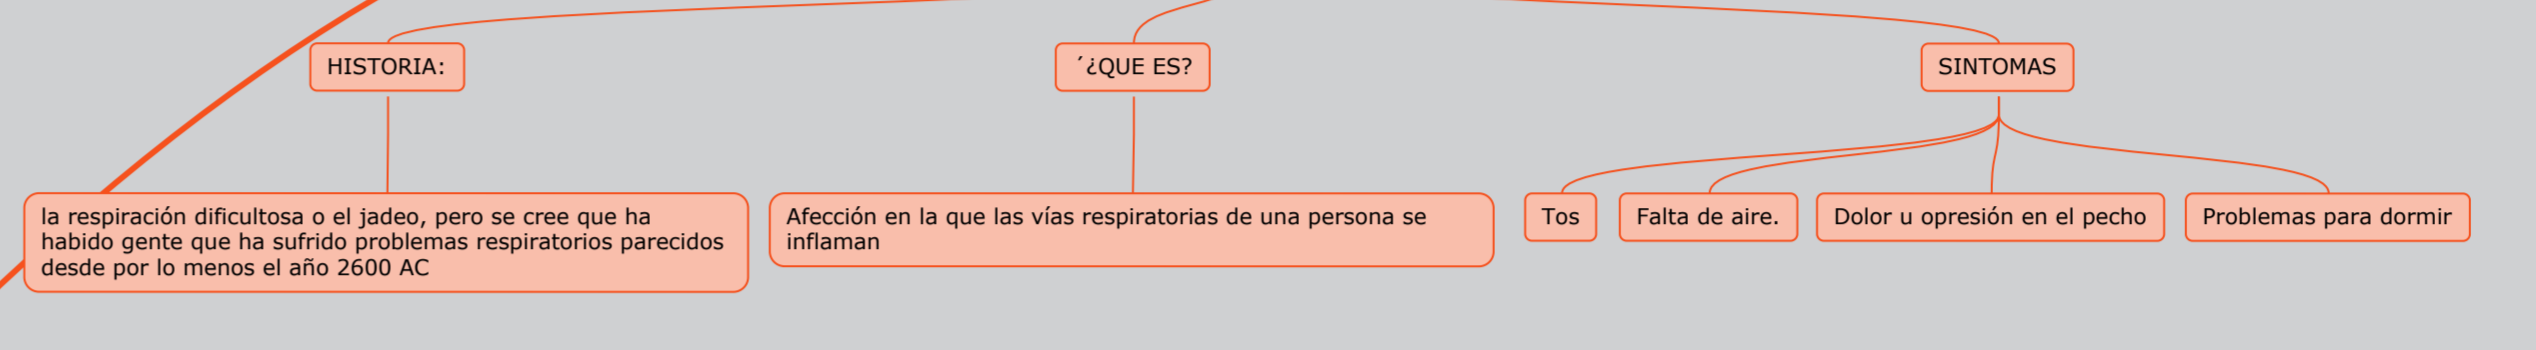 HISTORIA:
´¿QUE ES?
SINTOMAS
la respiración dificultosa o el jadeo, pero se cree que ha
habido gente que ha sufrido problemas respiratorios parecidos
desde por lo menos el año 2600 AC
Afección en la que las vías respiratorias de una persona se
inflaman
Tos
Falta de aire.
Dolor u opresión en el pecho
Problemas para dormir